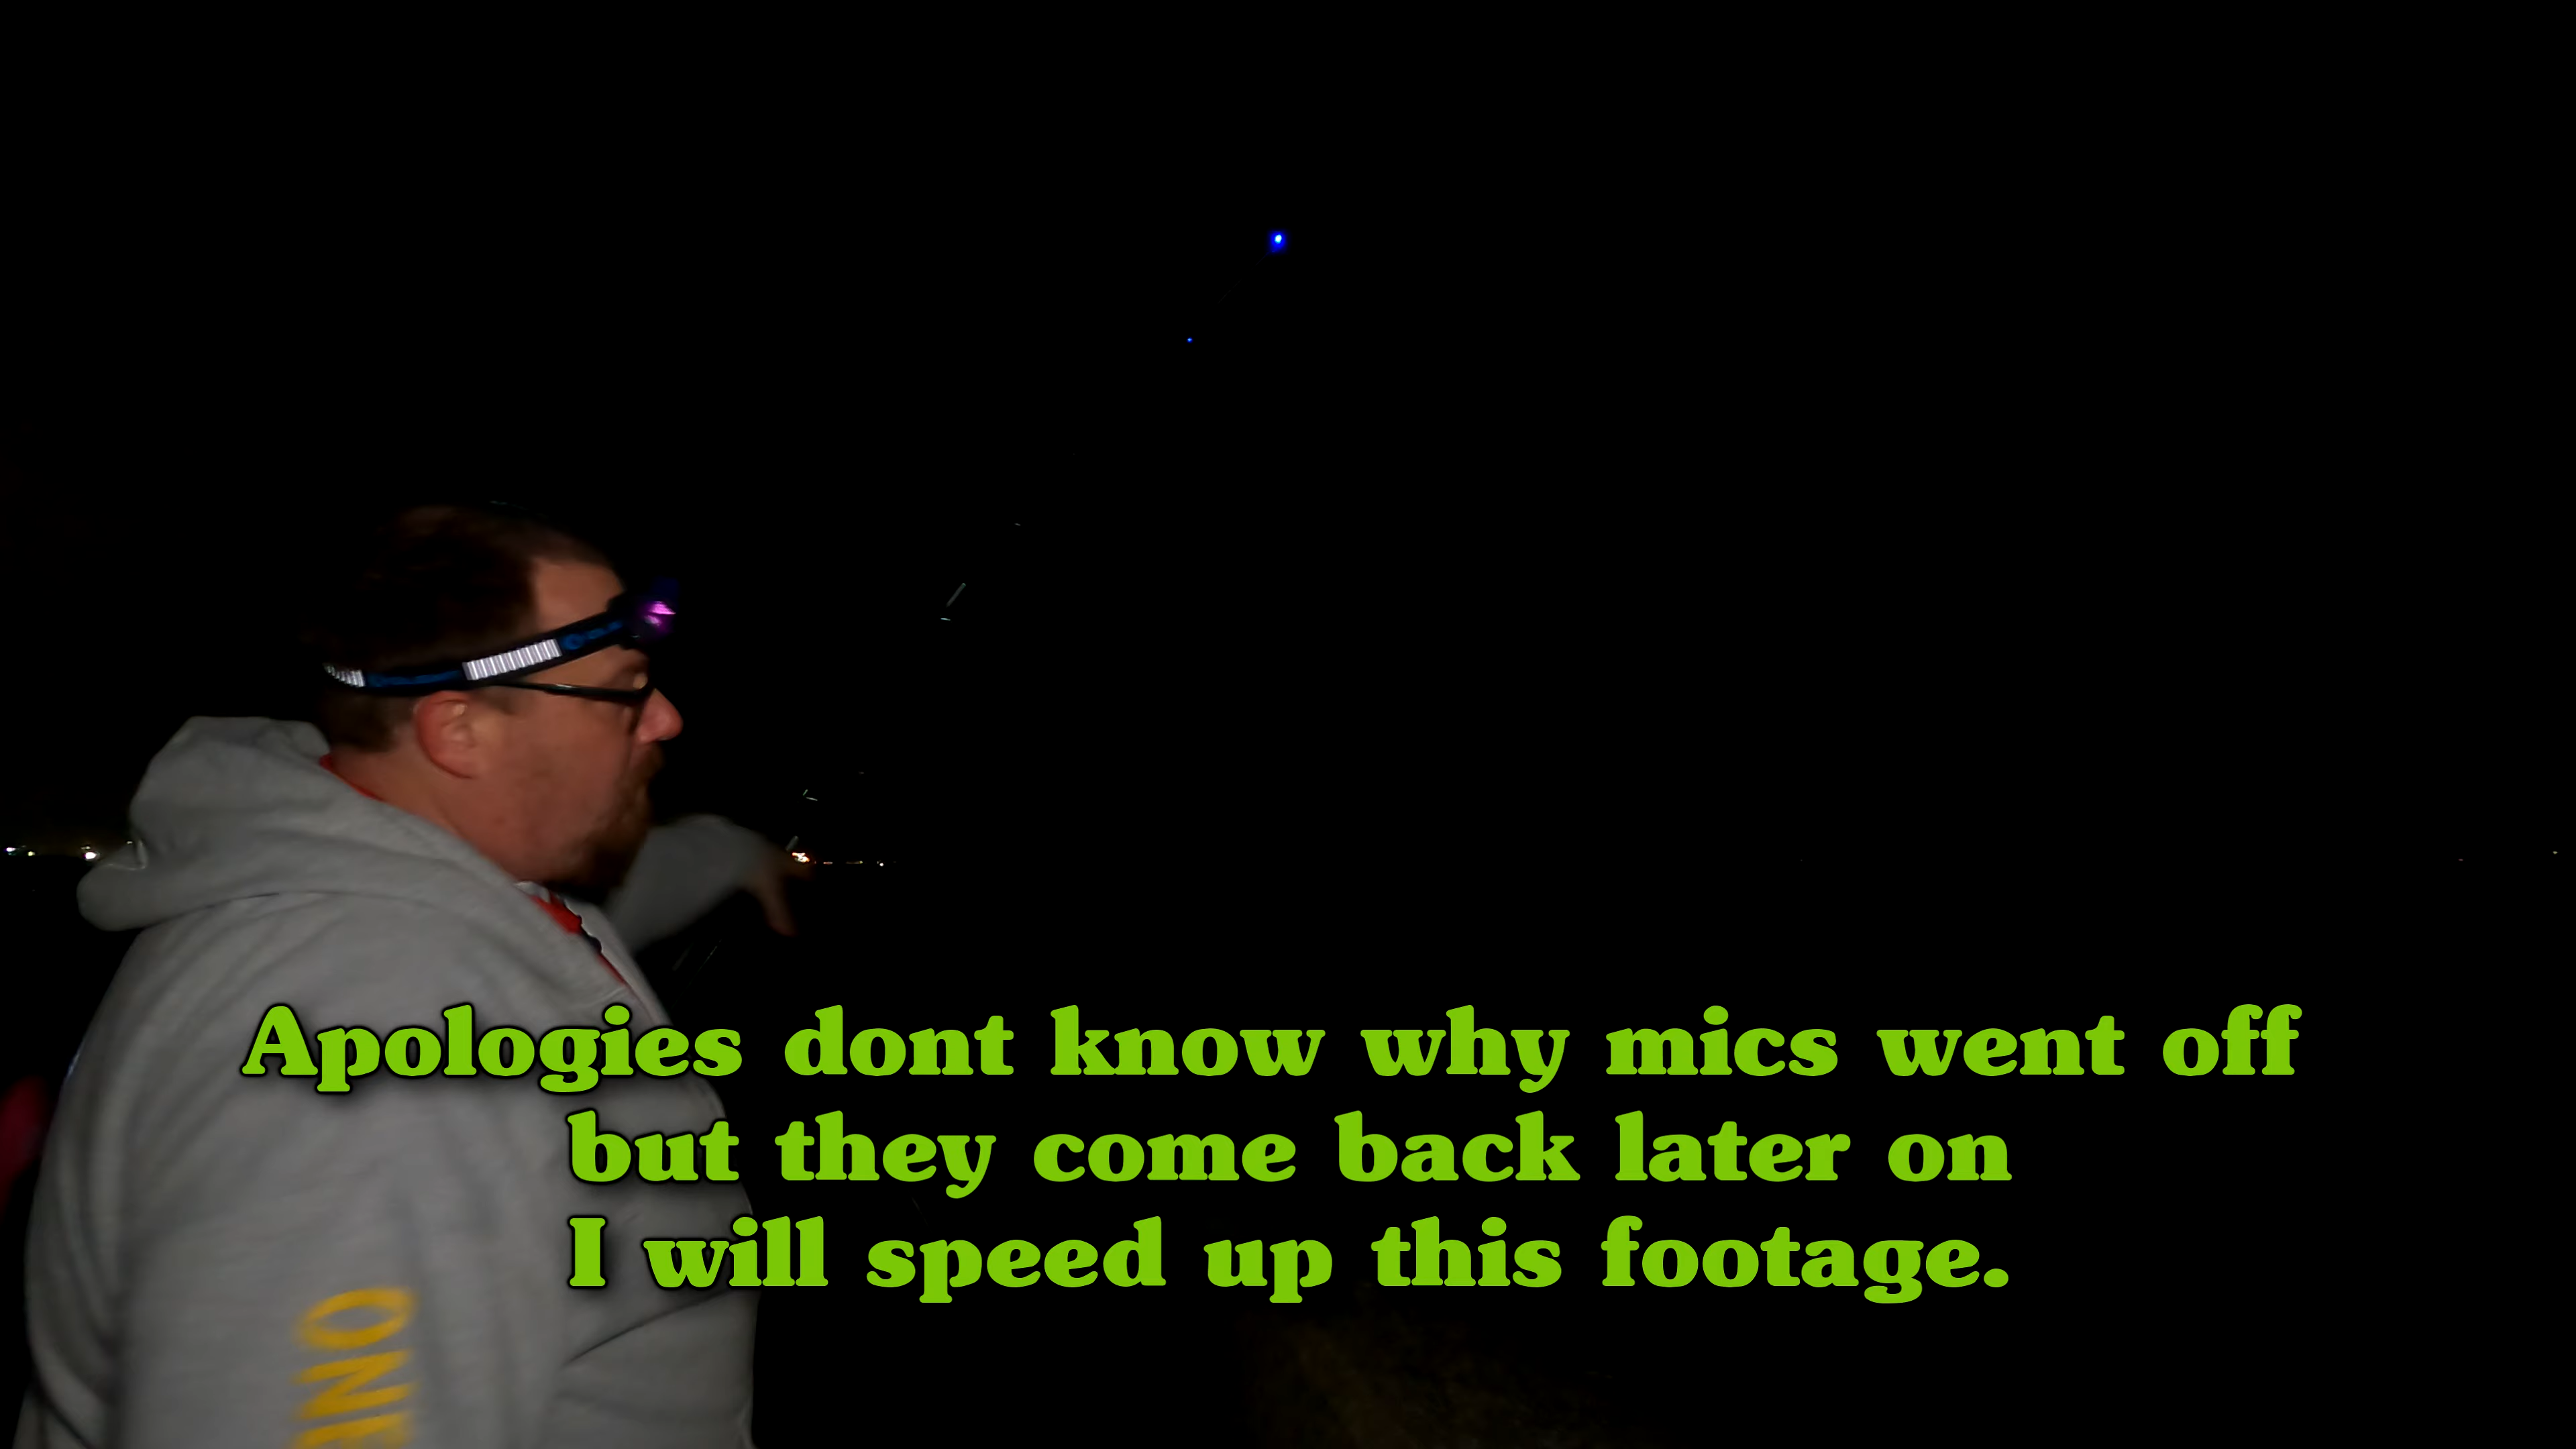 Apologies dont know why mics went off
but they come back later on
I will speed up this footage.